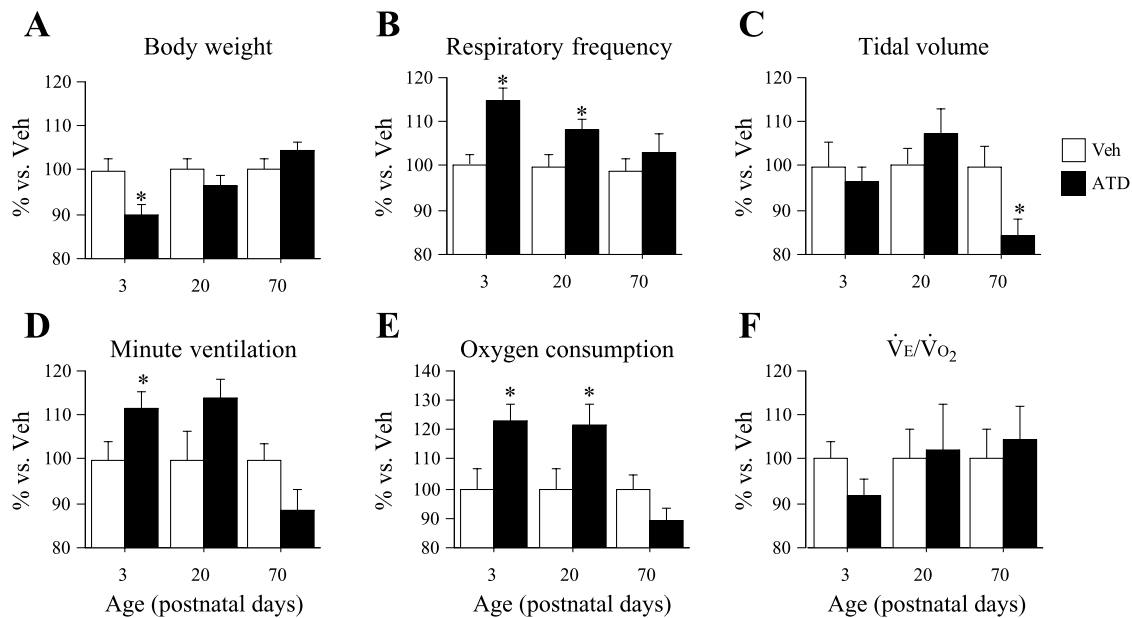 A
Body weight
% vs. Veh
120
110
100
90
80
*
3 20 70
B
Respiratory frequency
% vs. Veh
120
110
100
90
80
* *
3 20 70
C
Tidal volume
% vs. Veh
120
110
100
90
80
*
3 20 70
Veh
ATD
D
Minute ventilation
% vs. Veh
120
110
100
90
80
*
3 20 70
Age (postnatal days)
E
Oxygen consumption
% vs. Veh
140
120
100
90
80
* *
3 20 70
Age (postnatal days)
F
V̇E/V̇O2
% vs. Veh
120
110
100
90
80
3 20 70
Age (postnatal days)